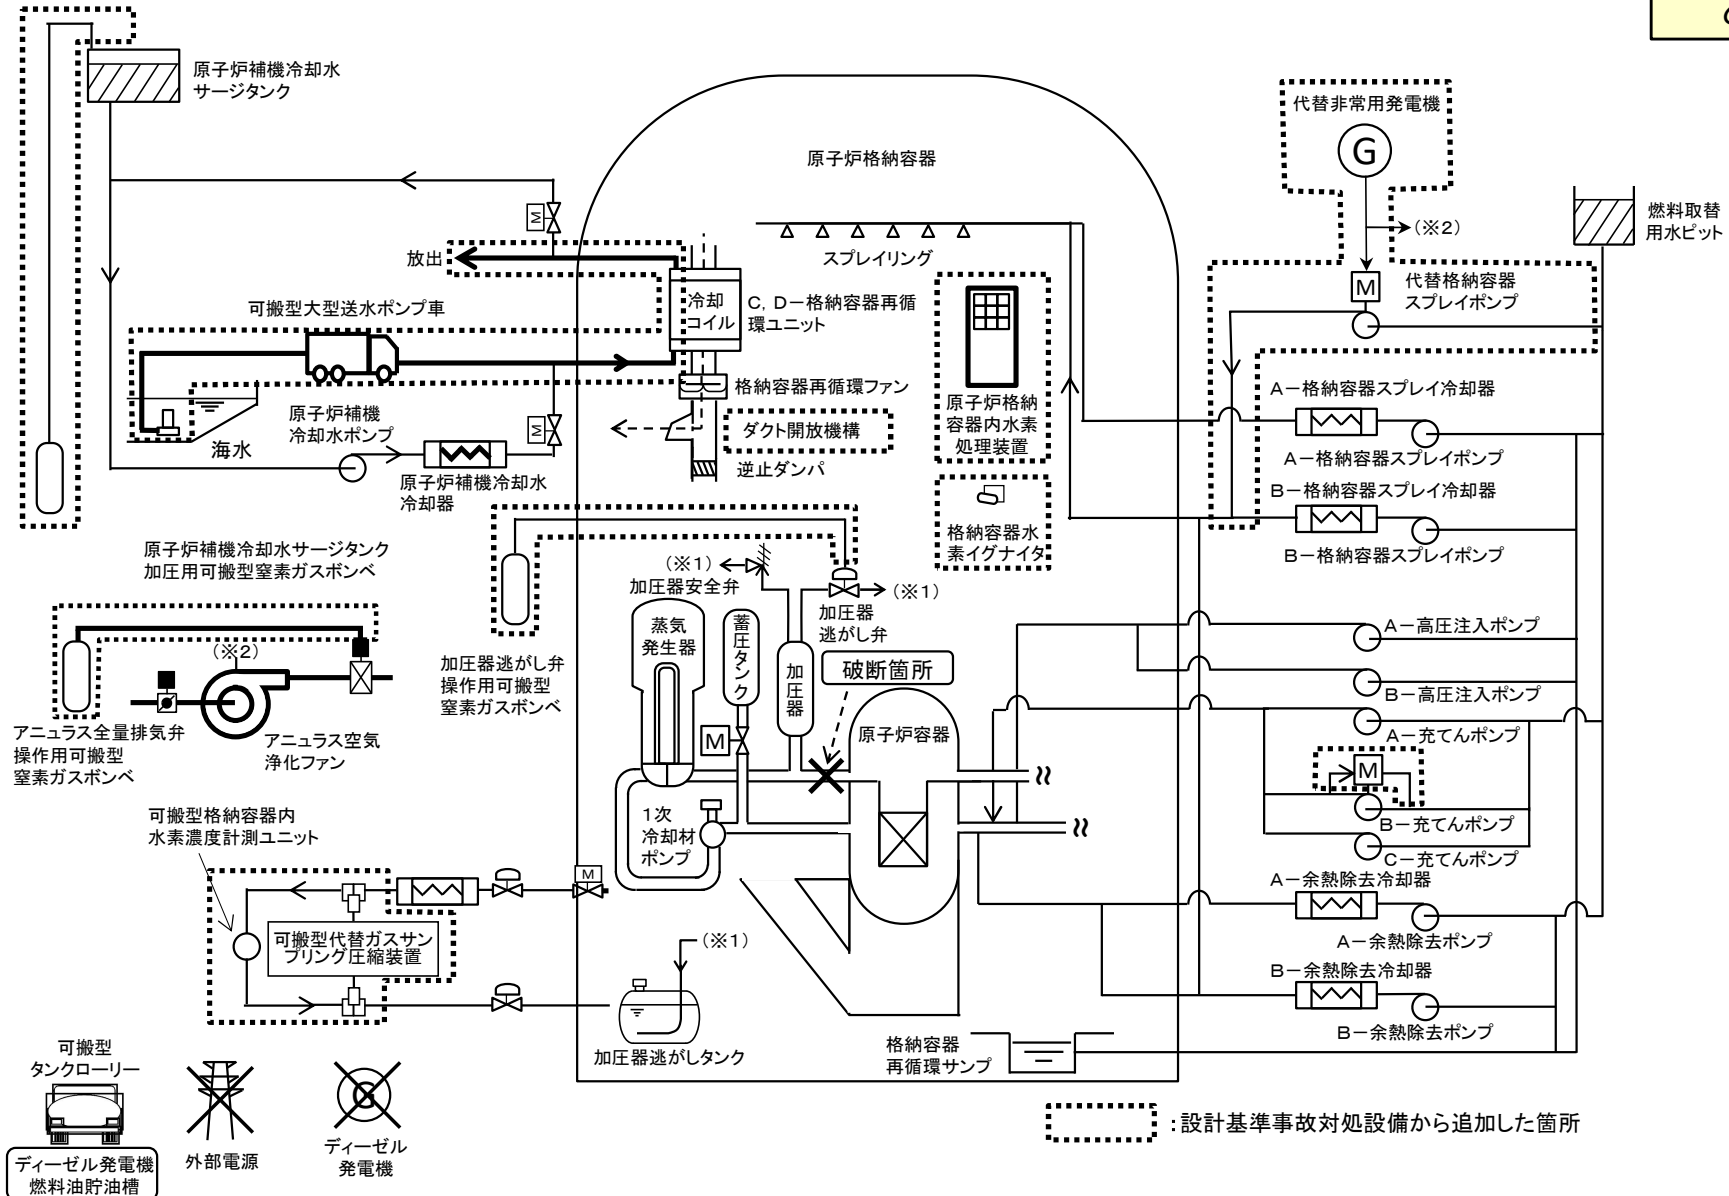 原子炉補機冷却水
サージタンク
原子炉格納容器
代替非常用発電機
G
(※2)
燃料取替
用水ピット
M
代替格納容器
スプレイポンプ
M
放出
スプレイリング
冷却
コイル
C, D－格納容器再循
環ユニット
可搬型大型送水ポンプ車
格納容器再循環ファン
ダクト開放機構
逆止ダンパ
原子炉格納
容器内水素
処理装置
格納容器水
素イグナイタ
A－格納容器スプレイ冷却器
A－格納容器スプレイポンプ
B－格納容器スプレイ冷却器
B－格納容器スプレイポンプ
原子炉補機
冷却水ポンプ
海水
M
原子炉補機冷却水
冷却器
原子炉補機冷却水サージタンク
加圧用可搬型窒素ガスボンベ
(※1)
加圧器安全弁
(※1)
加圧器
逃がし弁
蒸気
発生器
蓄圧タンク
加圧器
破断箇所
原子炉容器
M
加圧器逃がし弁
操作用可搬型
窒素ガスボンベ
(※2)
アニュラス全量排気弁
操作用可搬型
窒素ガスボンベ
アニュラス空気
浄化ファン
A－高圧注入ポンプ
B－高圧注入ポンプ
A－充てんポンプ
M
B－充てんポンプ
C－充てんポンプ
A－余熱除去冷却器
A－余熱除去ポンプ
B－余熱除去冷却器
B－余熱除去ポンプ
1次
冷却材
ポンプ
可搬型格納容器内
水素濃度計測ユニット
M
可搬型代替ガスサン
プリング圧縮装置
(※1)
加圧器逃がしタンク
格納容器
再循環サンプ
可搬型
タンクローリー
ディーゼル発電機
燃料油貯油槽
外部電源
G
ディーゼル
発電機
：設計基準事故対処設備から追加した箇所